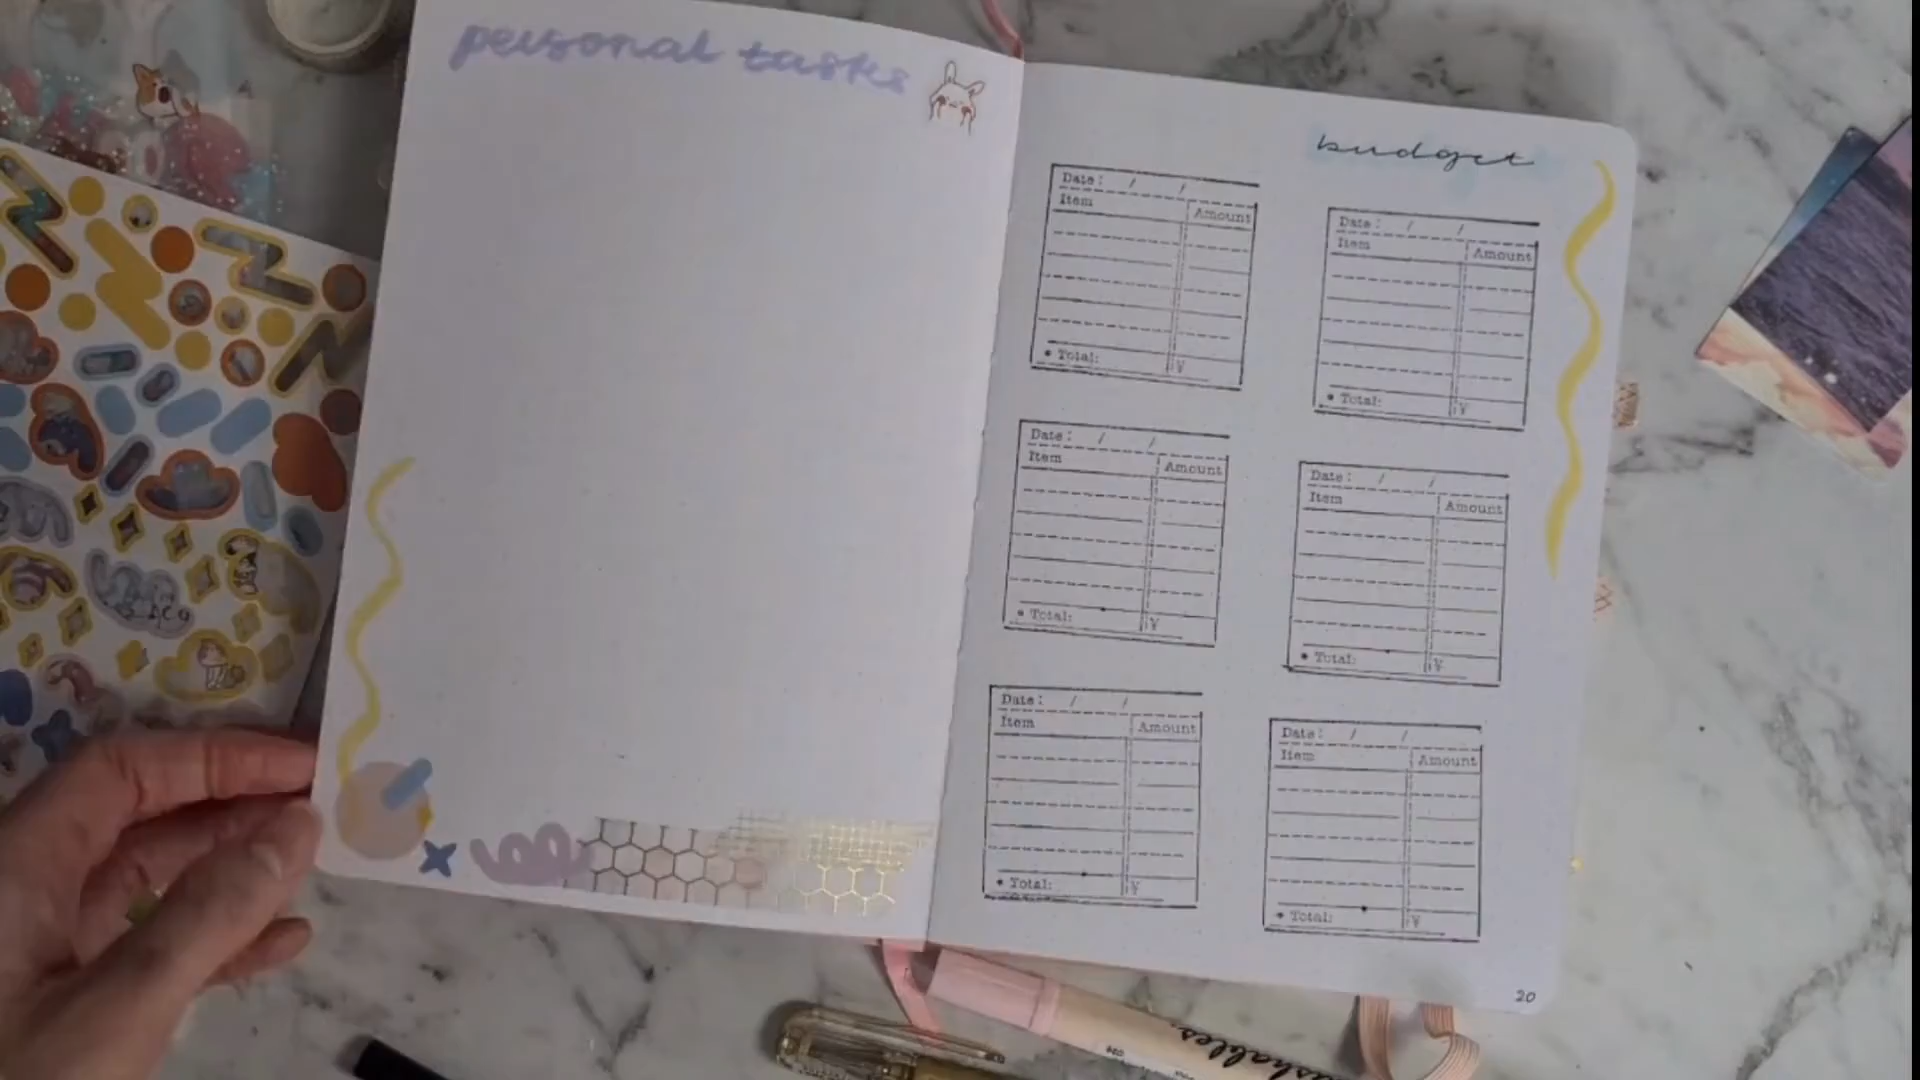 personal tasks
budget
Date: / /
Item Amount
• Total: ¥
Date: / /
Item Amount
• Total: ¥
Date: / /
Item Amount
• Total: ¥
Date: / /
Item Amount
• Total: ¥
Date: / /
Item Amount
• Total: ¥
Date: / /
Item Amount
• Total: ¥
20